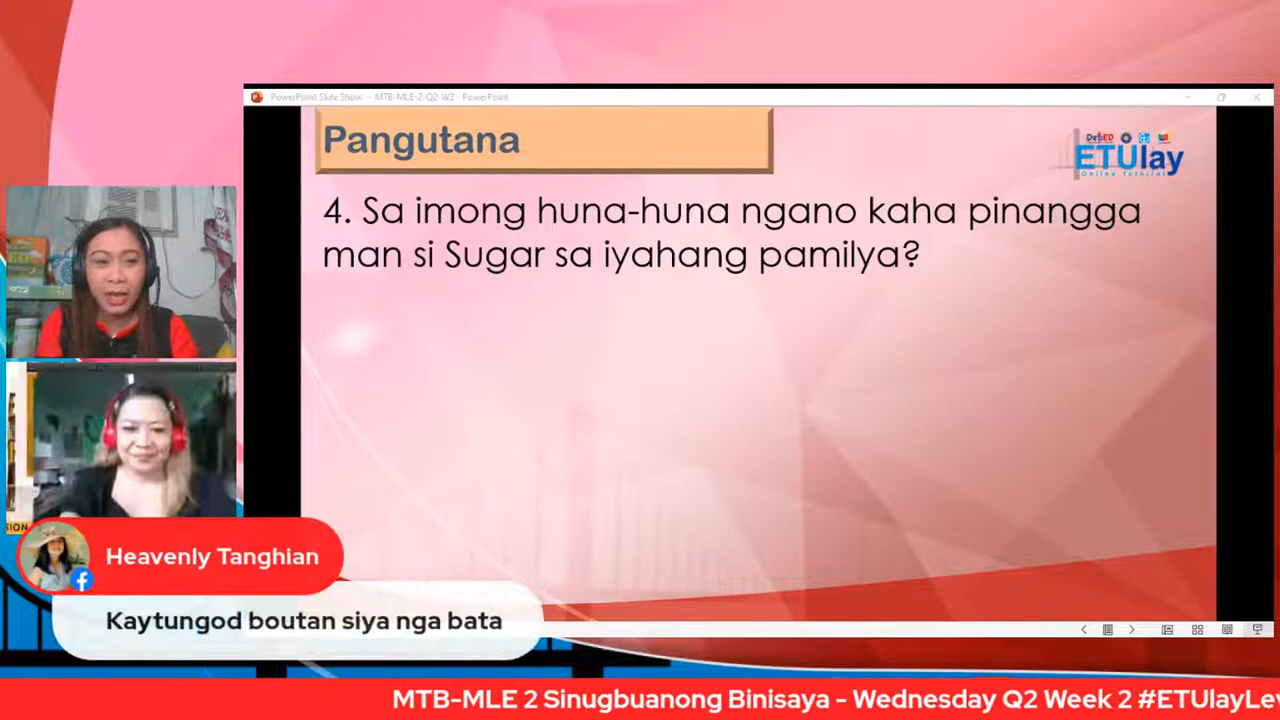 PowerPoint Slide Show - MTB-MLE-2-Q2-W2 - PowerPoint
Pangutana
DepED
ETUlay
Online Tutorial
4. Sa imong huna-huna ngano kaha pinangga
man si Sugar sa iyahang pamilya?
Heavenly Tanghian
Kaytungod boutan siya nga bata
MTB-MLE 2 Sinugbuanong Binisaya - Wednesday Q2 Week 2 #ETUlayLev